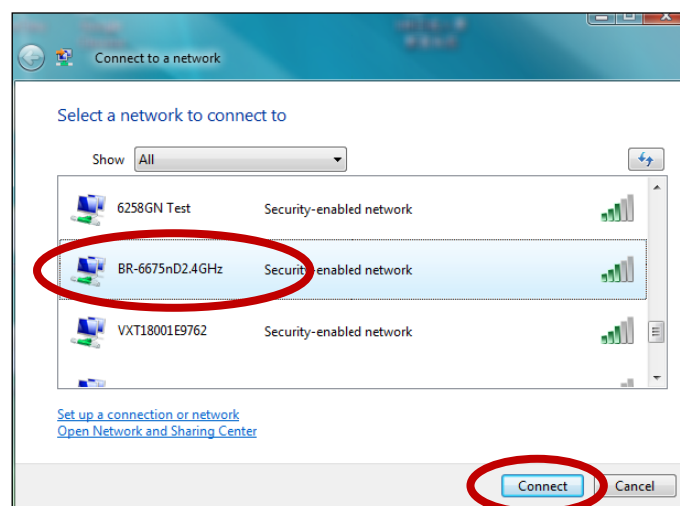 Connect to a network
Select a network to connect to
Show All
6258GN Test Security-enabled network
BR-6675nD2.4GHz Security-enabled network
VXT18001E9762 Security-enabled network
Set up a connection or network
Open Network and Sharing Center
Connect Cancel